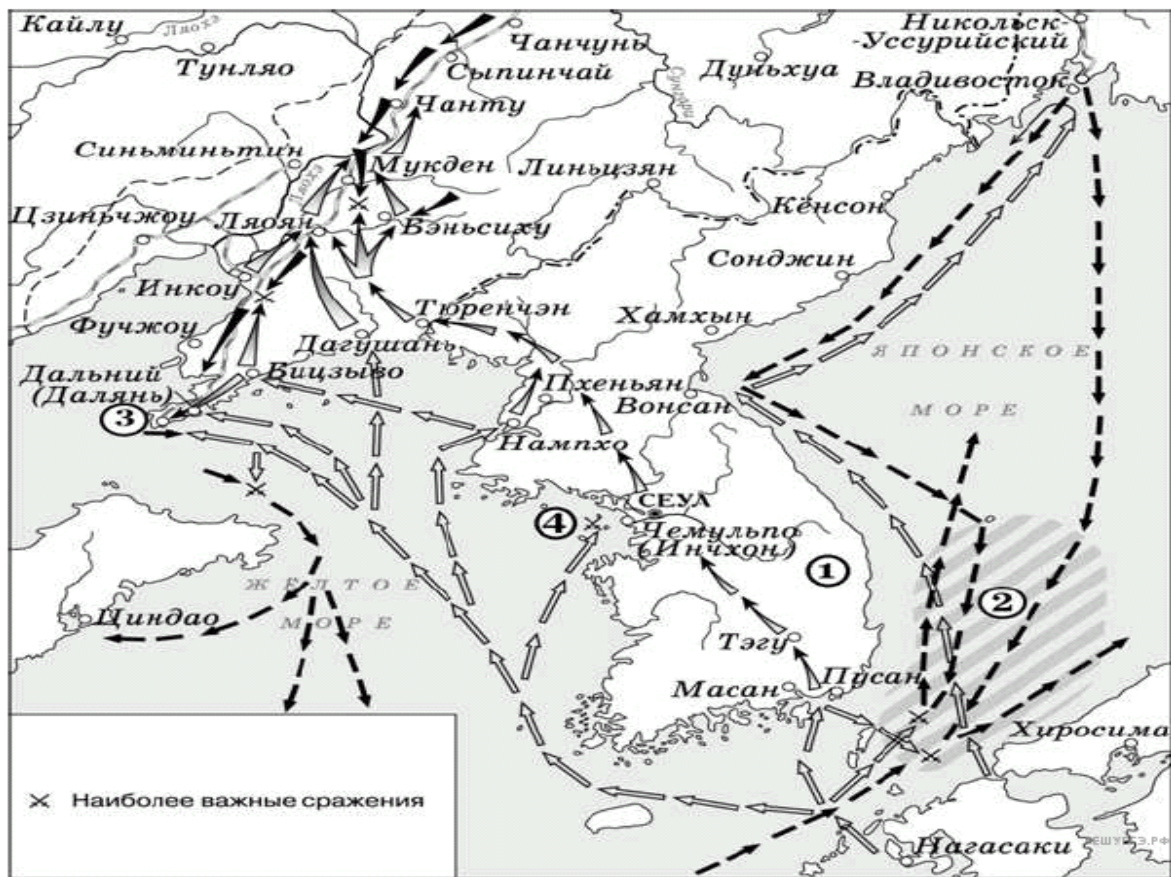 Кайлу
Ляохэ
Тунляо
Чанчунь
Сыпинчай
Чанту
Сунгари
Дуньхуа
Никольск-
-Уссурийский
Владивосток
Синьминьтин
Ляохэ
Мукден
Линьцзян
Цзиньчжоу
Ляоян
Бэньсиху
Кёнсон
Сонджин
Инкоу
Тюренчэн
Хамхын
Фучжоу
Дагушань
ЯПОНСКОЕ
МОРЕ
Дальний
(Далянь)
Бицзыво
Пхеньян
Вонсан
3
Нампхо
СЕУЛ
4
Чемульпо
(Инчхон)
1
2
ЖЕЛТОЕ
МОРЕ
Циндао
Тэгу
Масан
Пусан
Хиросима
Нагасаки
Наиболее важные сражения